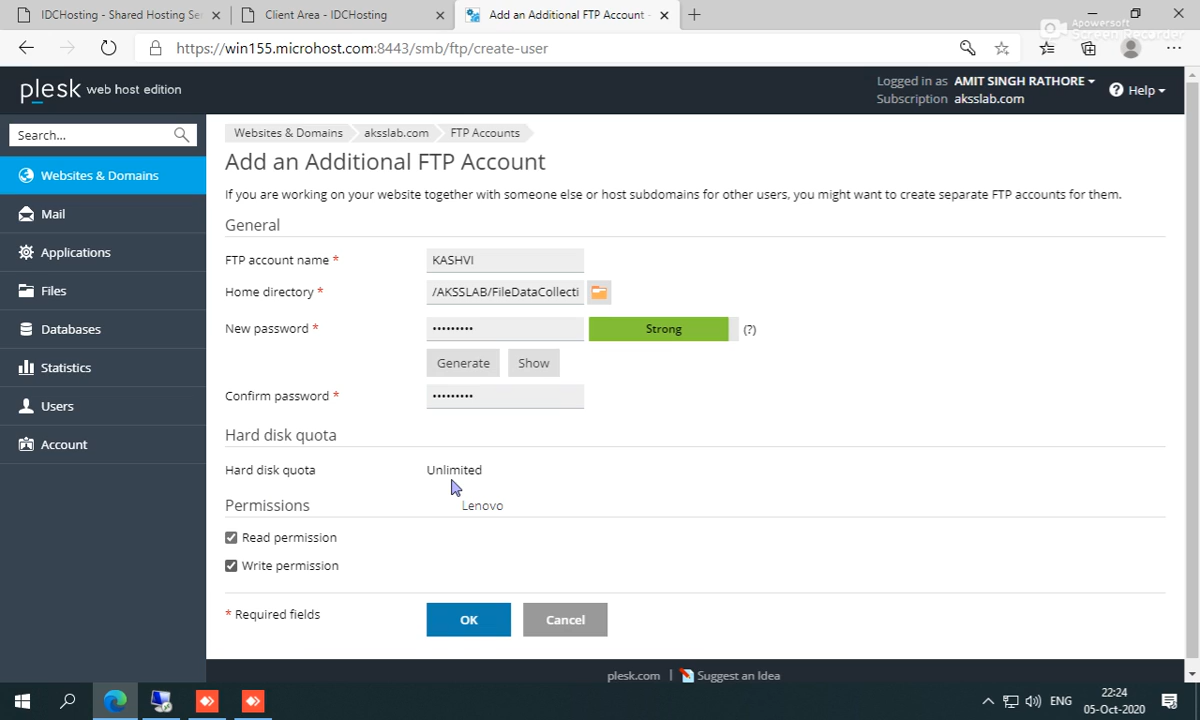 IDCHosting - Shared Hosting Se
Client Area - IDCHosting
Add an Additional FTP Account -
Apowersoft
Screen Recorder
https://win155.microhost.com:8443/smb/ftp/create-user
plesk web host edition
Logged in as AMIT SINGH RATHORE
Subscription aksslab.com
Help
Search...
Websites & Domains
Mail
Applications
Files
Databases
Statistics
Users
Account
Websites & Domains aksslab.com FTP Accounts
Add an Additional FTP Account
If you are working on your website together with someone else or host subdomains for other users, you might want to create separate FTP accounts for them.
General
FTP account name * KASHVI
Home directory * /AKSSLAB/FileDataCollecti
New password * ••••••••• Strong (?)
Generate Show
Confirm password * •••••••••
Hard disk quota
Hard disk quota Unlimited
Lenovo
Permissions
Read permission
Write permission
* Required fields OK Cancel
plesk.com | Suggest an Idea
ENG
22:24
05-Oct-2020